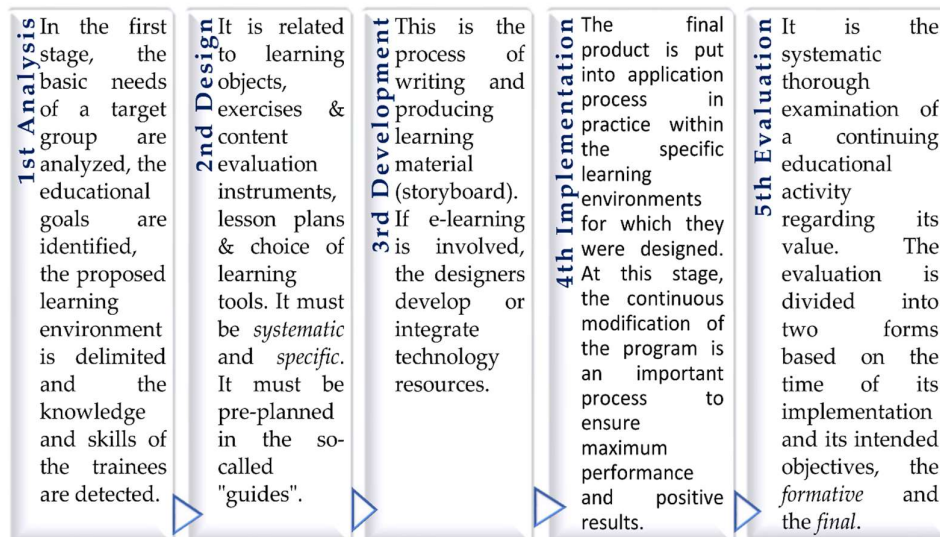 1st Analysis
In the first
stage, the
basic needs
of a target
group are
analyzed, the
educational
goals are
identified,
the proposed
learning
environment
is delimited
and the
knowledge
and skills of
the trainees
are detected.
2nd Design
It is related
to learning
objects,
exercises &
content
evaluation
instruments,
lesson plans
& choice of
learning
tools. It must
be systematic
and specific.
It must be
pre-planned
in the so-
called
"guides".
3rd Development
This is the
process of
writing and
producing
learning
material
(storyboard).
If e-learning
is involved,
the designers
develop or
integrate
technology
resources.
4th Implementation
The final
product is put
into application
process in
practice within
the specific
learning
environments
for which they
were designed.
At this stage,
the continuous
modification of
the program is
an important
process to
ensure
maximum
performance
and positive
results.
5th Evaluation
It is the
systematic
thorough
examination of
a continuing
educational
activity
regarding its
value. The
evaluation is
divided into
two forms
based on the
time of its
implementation
and its intended
objectives, the
formative and
the final.